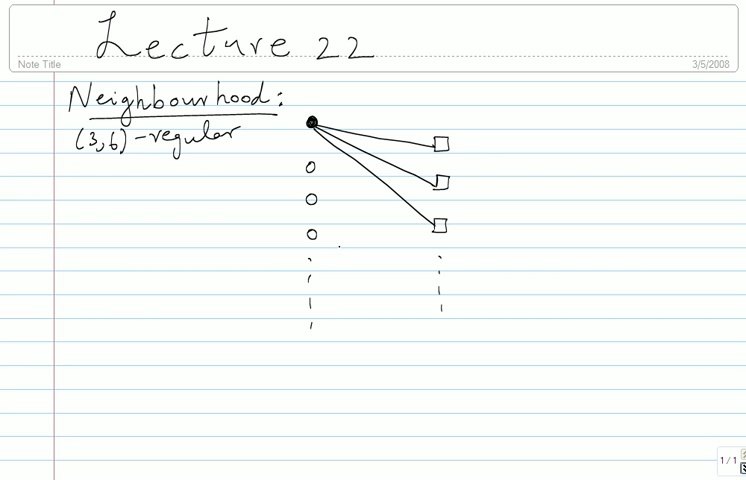 Lecture 22
Note Title
3/5/2008
Neighbourhood:
(3,6)-regular
1/1